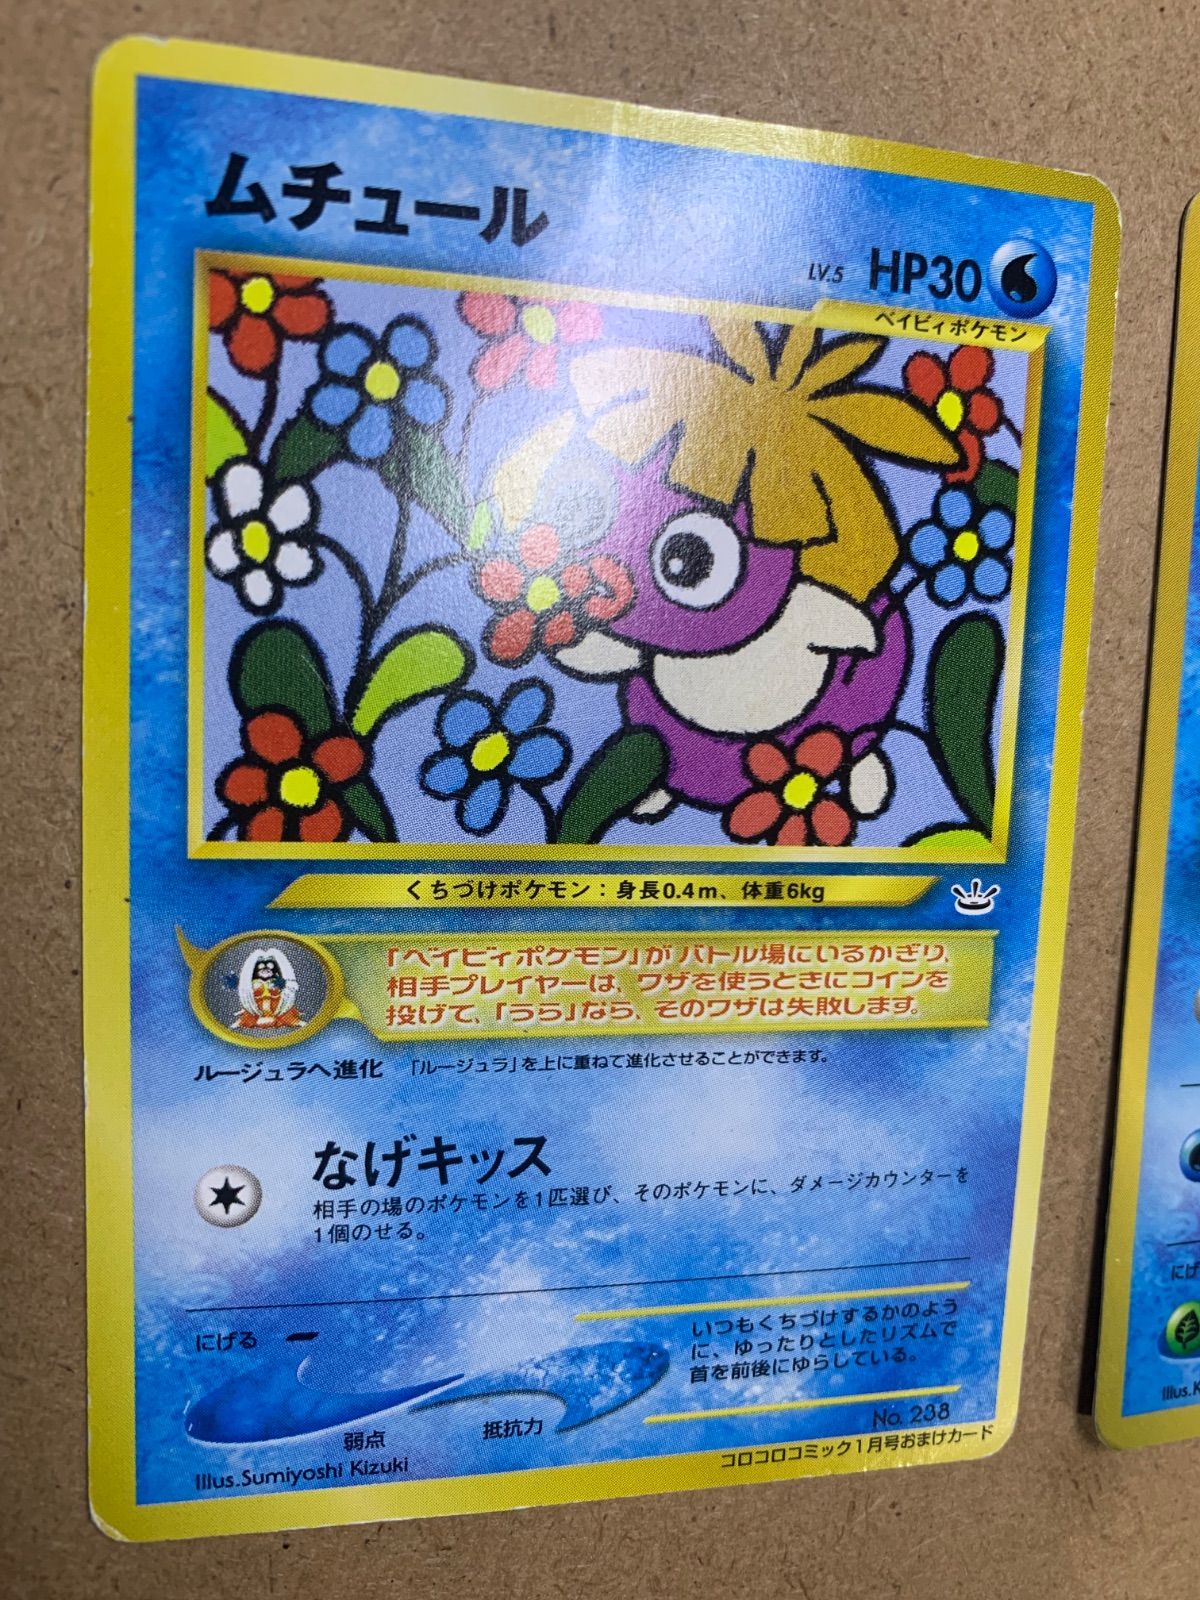 ムチュール
LV.5 HP30
ベイビィポケモン
くちづけポケモン：身長0.4m、体重6kg
「ベイビィポケモン」が バトル場にいるかぎり、
相手プレイヤーは、ワザを使うときにコインを
投げて、「うら」なら、そのワザは失敗します。
ルージュラへ進化 「ルージュラ」を上に重ねて進化させることができます。
なげキッス
相手の場のポケモンを1匹選び、そのポケモンに、ダメージカウンターを
1個のせる。
にげる
いつもくちづけするかのよう
に、ゆったりとしたリズムで
首を前後にゆらしている。
弱点
抵抗力
No. 238
Illus.Sumiyoshi Kizuki
コロコロコミック1月号おまけカード
にげ
Illus.K